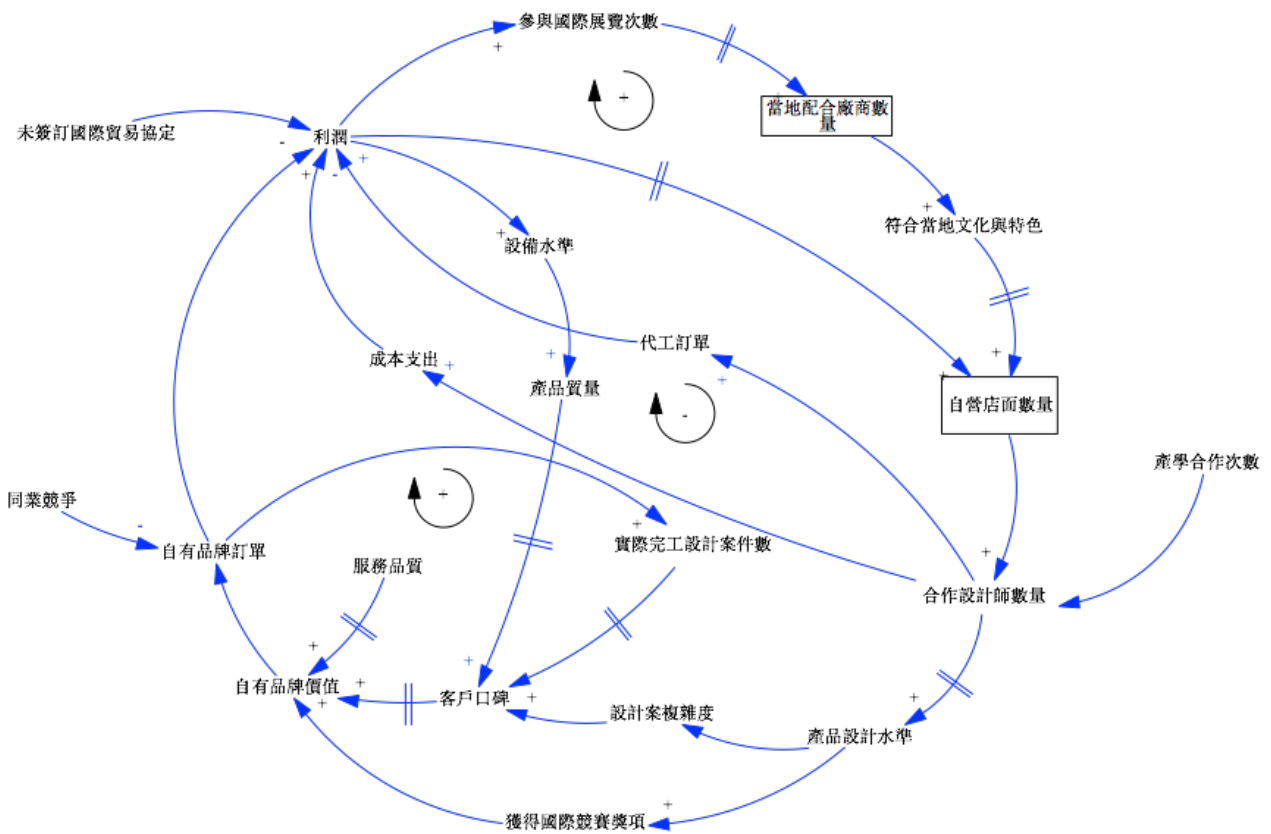 參與國際展覽次數
當地配合廠商數
量
未簽訂國際貿易協定
利潤
符合當地文化與特色
設備水準
代工訂單
成本支出
產品質量
自營店面數量
產學合作次數
同業競爭
自有品牌訂單
實際完工設計案件數
服務品質
合作設計師數量
自有品牌價值
客戶口碑
設計案複雜度
產品設計水準
獲得國際競賽獎項